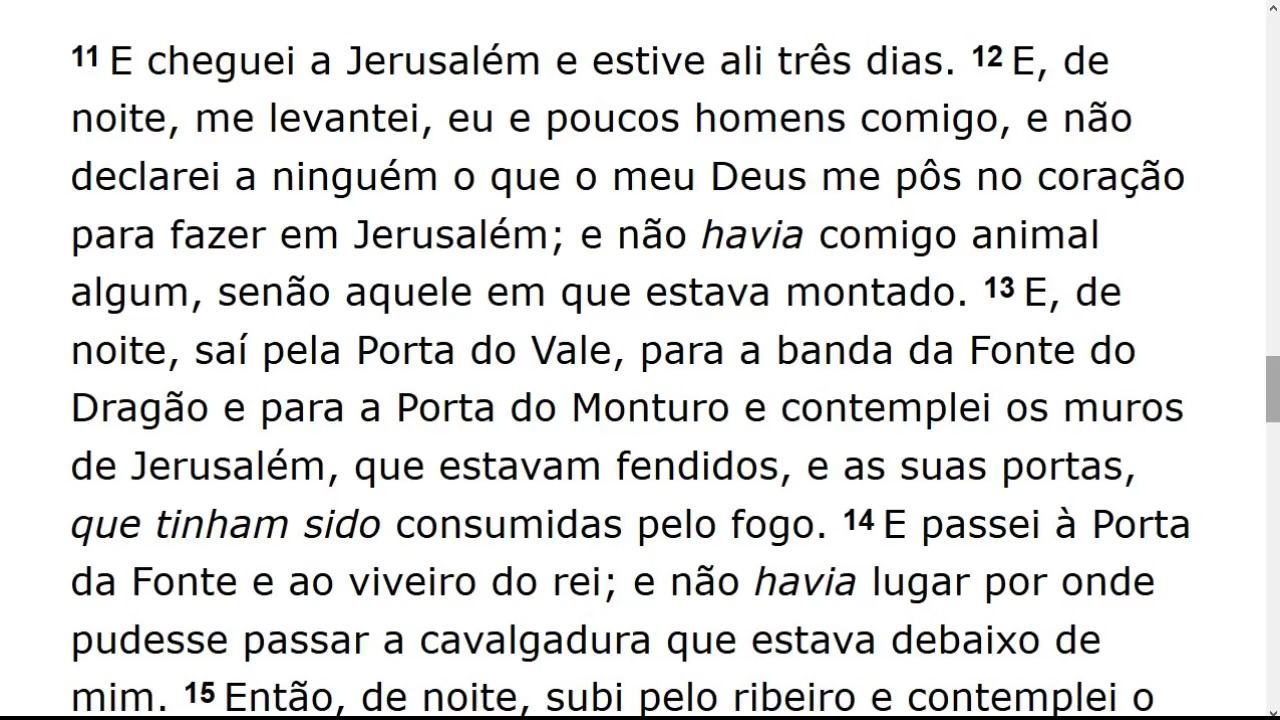 11 E cheguei a Jerusalém e estive ali três dias. 12 E, de
noite, me levantei, eu e poucos homens comigo, e não
declarei a ninguém o que o meu Deus me pôs no coração
para fazer em Jerusalém; e não havia comigo animal
algum, senão aquele em que estava montado. 13 E, de
noite, saí pela Porta do Vale, para a banda da Fonte do
Dragão e para a Porta do Monturo e contemplei os muros
de Jerusalém, que estavam fendidos, e as suas portas,
que tinham sido consumidas pelo fogo. 14 E passei à Porta
da Fonte e ao viveiro do rei; e não havia lugar por onde
pudesse passar a cavalgadura que estava debaixo de
mim. 15 Então, de noite, subi pelo ribeiro e contemplei o